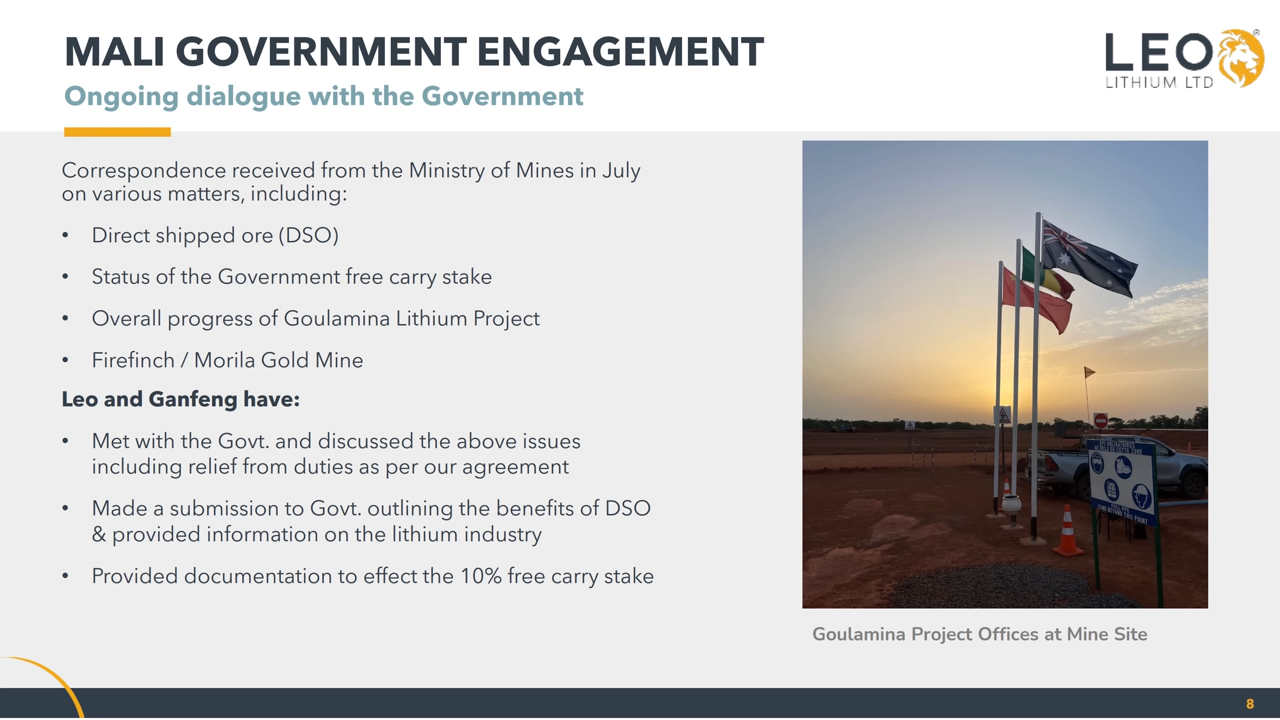 MALI GOVERNMENT ENGAGEMENT
Ongoing dialogue with the Government
LEO
LITHIUM LTD
Correspondence received from the Ministry of Mines in July
on various matters, including:
• Direct shipped ore (DSO)
• Status of the Government free carry stake
• Overall progress of Goulamina Lithium Project
• Firefinch / Morila Gold Mine
Leo and Ganfeng have:
• Met with the Govt. and discussed the above issues
including relief from duties as per our agreement
• Made a submission to Govt. outlining the benefits of DSO
& provided information on the lithium industry
• Provided documentation to effect the 10% free carry stake
Goulamina Project Offices at Mine Site
8